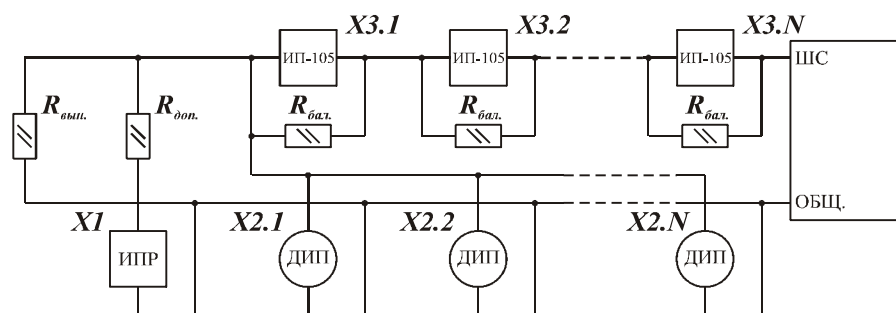 X3.1
X3.2
X3.N
ИП-105
ИП-105
ИП-105
ШС
Rвып.
Rдоп.
Rбал.
Rбал.
Rбал.
X1
X2.1
X2.2
X2.N
ОБЩ.
ИПР
ДИП
ДИП
ДИП